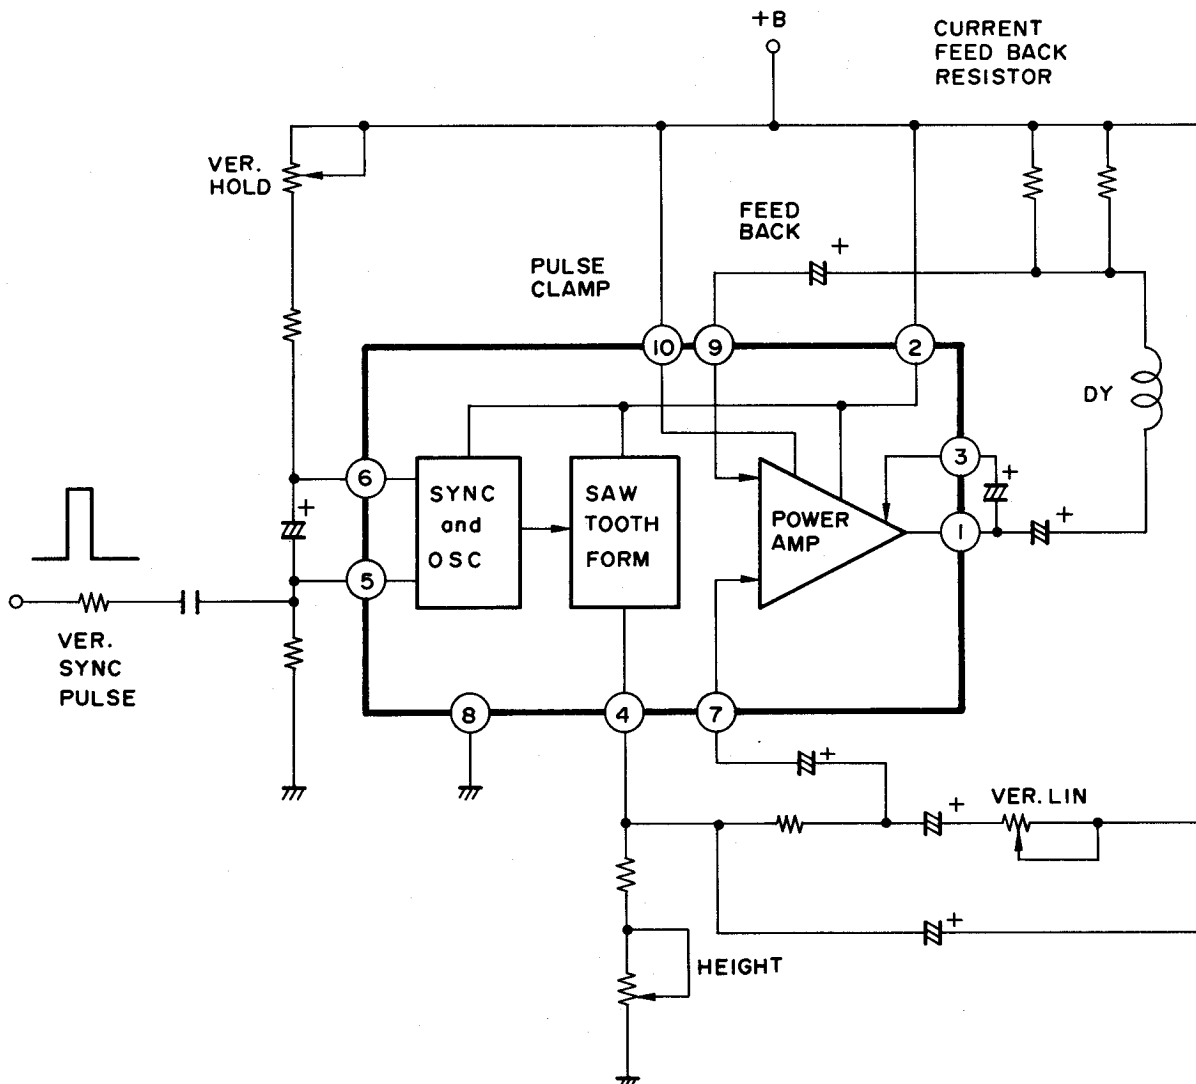 +B
CURRENT
FEED BACK
RESISTOR
VER.
HOLD
FEED
BACK
+
PULSE
CLAMP
10
9
2
DY
6
3
SYNC
and
OSC
SAW
TOOTH
FORM
POWER
AMP
+
+
1
+
5
VER.
SYNC
PULSE
8
4
7
+
+
VER. LIN
+
HEIGHT